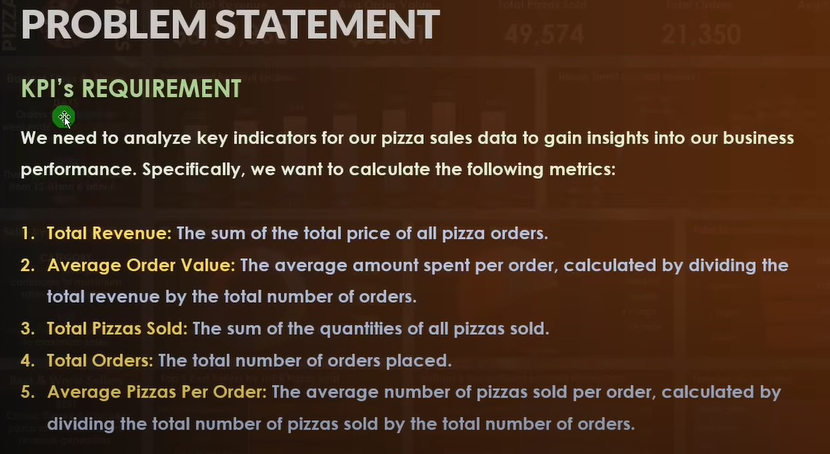 PROBLEM STATEMENT
49,574
21,350
KPI's REQUIREMENT
We need to analyze key indicators for our pizza sales data to gain insights into our business
performance. Specifically, we want to calculate the following metrics:
1. Total Revenue: The sum of the total price of all pizza orders.
2. Average Order Value: The average amount spent per order, calculated by dividing the
total revenue by the total number of orders.
3. Total Pizzas Sold: The sum of the quantities of all pizzas sold.
4. Total Orders: The total number of orders placed.
5. Average Pizzas Per Order: The average number of pizzas sold per order, calculated by
dividing the total number of pizzas sold by the total number of orders.